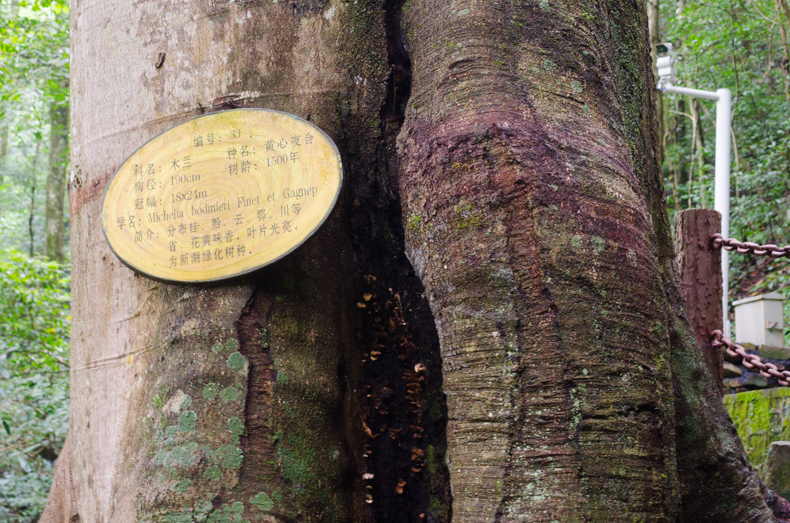 编号: 33
科名: 木兰 种名: 黄心夜合
胸径: 190cm 树龄: 1500年
冠幅: 18x24m
学名: Michelia bodinieri Finet et Gagnep
简介: 分布桂、黔、云、鄂、川等
省、花黄味香、叶片光亮、
为新潮绿化树种。